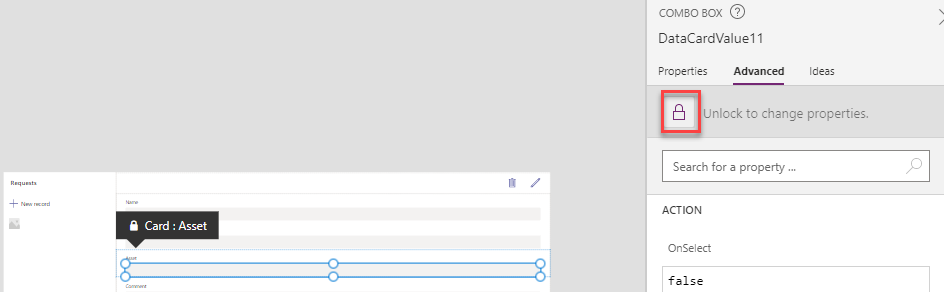 COMBO BOX
DataCardValue11
Properties Advanced Ideas
Unlock to change properties.
Search for a property ...
ACTION
OnSelect
false
Requests
New record
Name
Card : Asset
Asset
Comment